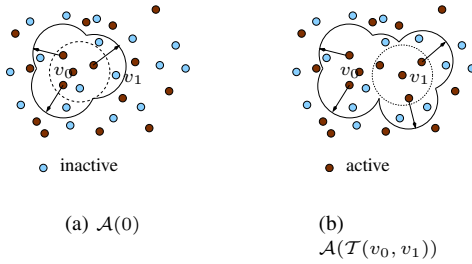 v₀ v₁ v₀ v₁
inactive active
(a) 𝒜(0) (b)
𝒜(𝒯(v₀, v₁))